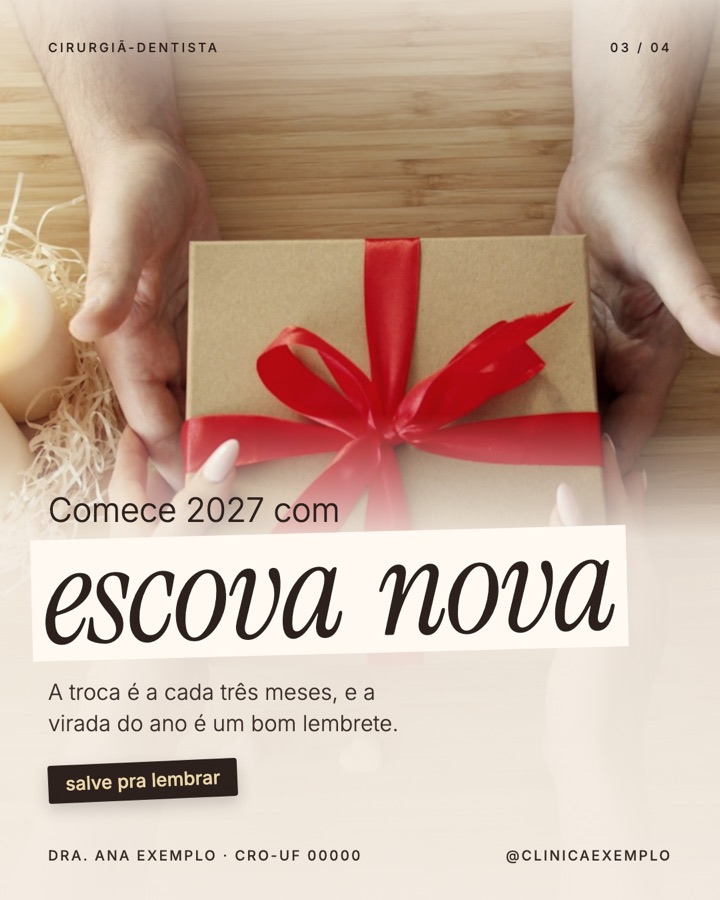 CIRURGIÃ-DENTISTA
03 / 04
Comece 2027 com
escova nova
A troca é a cada três meses, e a
virada do ano é um bom lembrete.
salve pra lembrar
DRA. ANA EXEMPLO · CRO-UF 00000
@CLINICAEXEMPLO